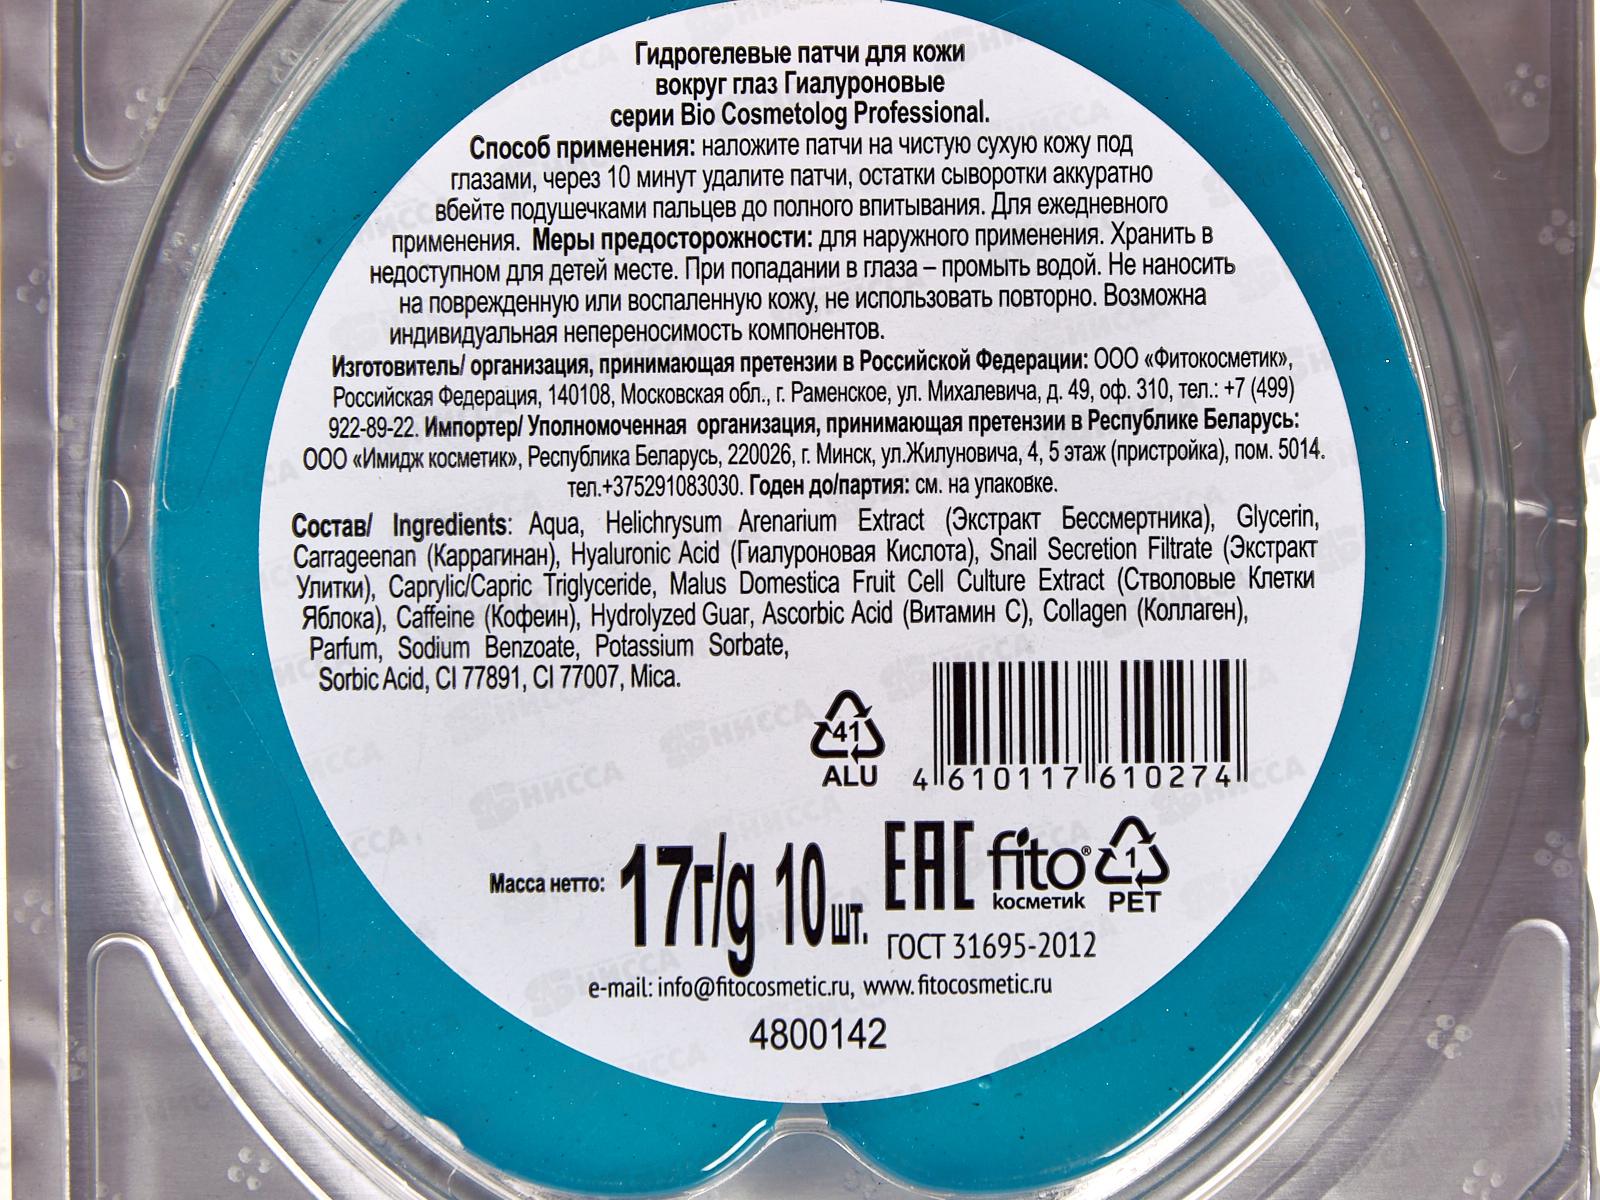 Гидрогелевые патчи для кожи
вокруг глаз Гиалуроновые
серии Bio Cosmetolog Professional.
Способ применения: наложите патчи на чистую сухую кожу под
глазами, через 10 минут удалите патчи, остатки сыворотки аккуратно
вбейте подушечками пальцев до полного впитывания. Для ежедневного
применения. Меры предосторожности: для наружного применения. Хранить в
недоступном для детей месте. При попадании в глаза – промыть водой. Не наносить
на поврежденную или воспаленную кожу, не использовать повторно. Возможна
индивидуальная непереносимость компонентов.
Изготовитель/ организация, принимающая претензии в Российской Федерации: ООО «Фитокосметик»,
Российская Федерация, 140108, Московская обл., г. Раменское, ул. Михалевича, д. 49, оф. 310, тел.: +7 (499)
922-89-22. Импортер/ Уполномоченная организация, принимающая претензии в Республике Беларусь:
ООО «Имидж косметик», Республика Беларусь, 220026, г. Минск, ул.Жилуновича, 4, 5 этаж (пристройка), пом. 5014.
тел.+375291083030. Годен до/партия: см. на упаковке.
Состав/ Ingredients: Aqua, Helichrysum Arenarium Extract (Экстракт Бессмертника), Glycerin,
Carrageenan (Каррагинан), Hyaluronic Acid (Гиалуроновая Кислота), Snail Secretion Filtrate (Экстракт
Улитки), Caprylic/Capric Triglyceride, Malus Domestica Fruit Cell Culture Extract (Стволовые Клетки
Яблока), Caffeine (Кофеин), Hydrolyzed Guar, Ascorbic Acid (Витамин С), Collagen (Коллаген),
Parfum, Sodium Benzoate, Potassium Sorbate,
Sorbic Acid, CI 77891, CI 77007, Mica.
41
ALU
4 610117 610274
Масса нетто: 17г/g 10 шт.
ЕАС
fito®
косметик
1
PET
ГОСТ 31695-2012
e-mail: info@fitocosmetic.ru, www.fitocosmetic.ru
4800142